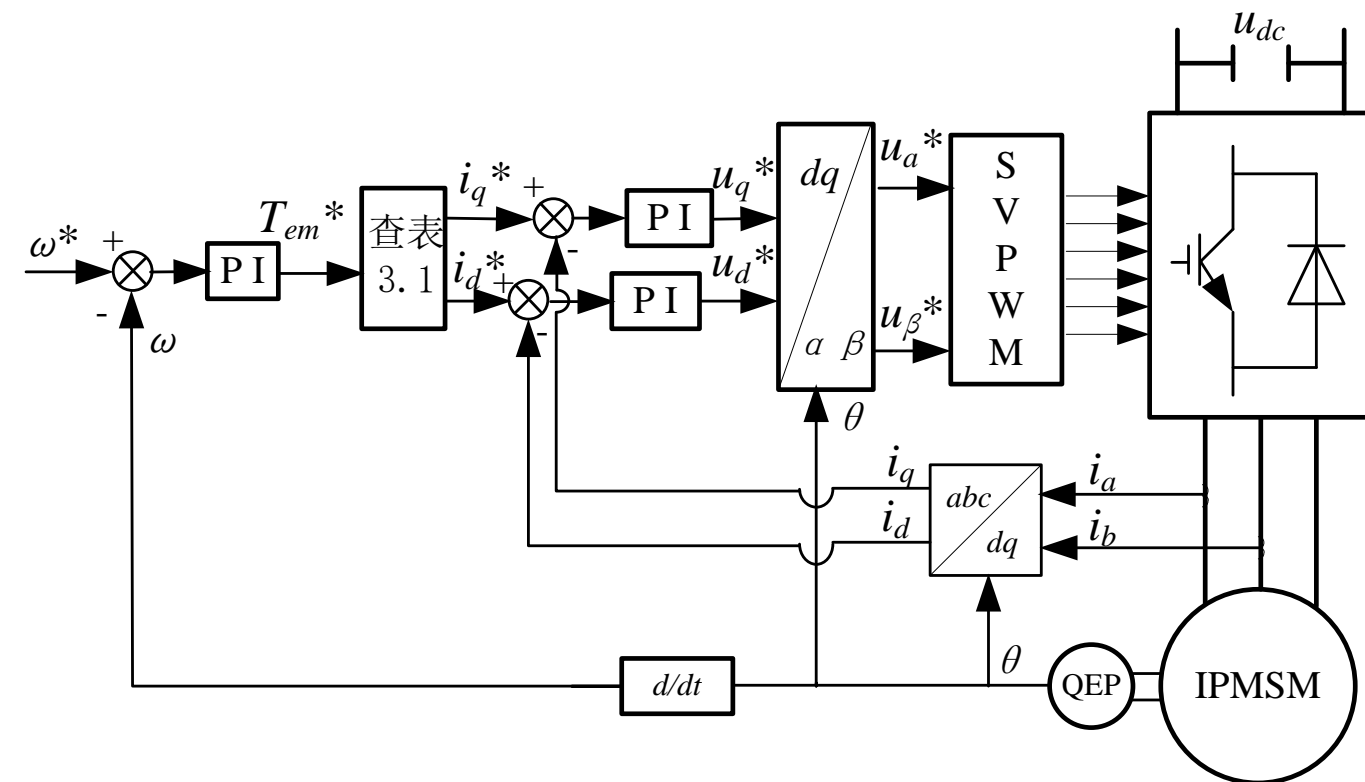 u_dc
ω*
+
-
ω
PI
T_em*
查表
3.1
i_q*
+
-
PI
u_q*
i_d*
+
-
PI
u_d*
dq
α β
θ
u_a*
u_β*
S
V
P
W
M
i_q
i_d
abc
dq
i_a
i_b
θ
d/dt
QEP
IPMSM